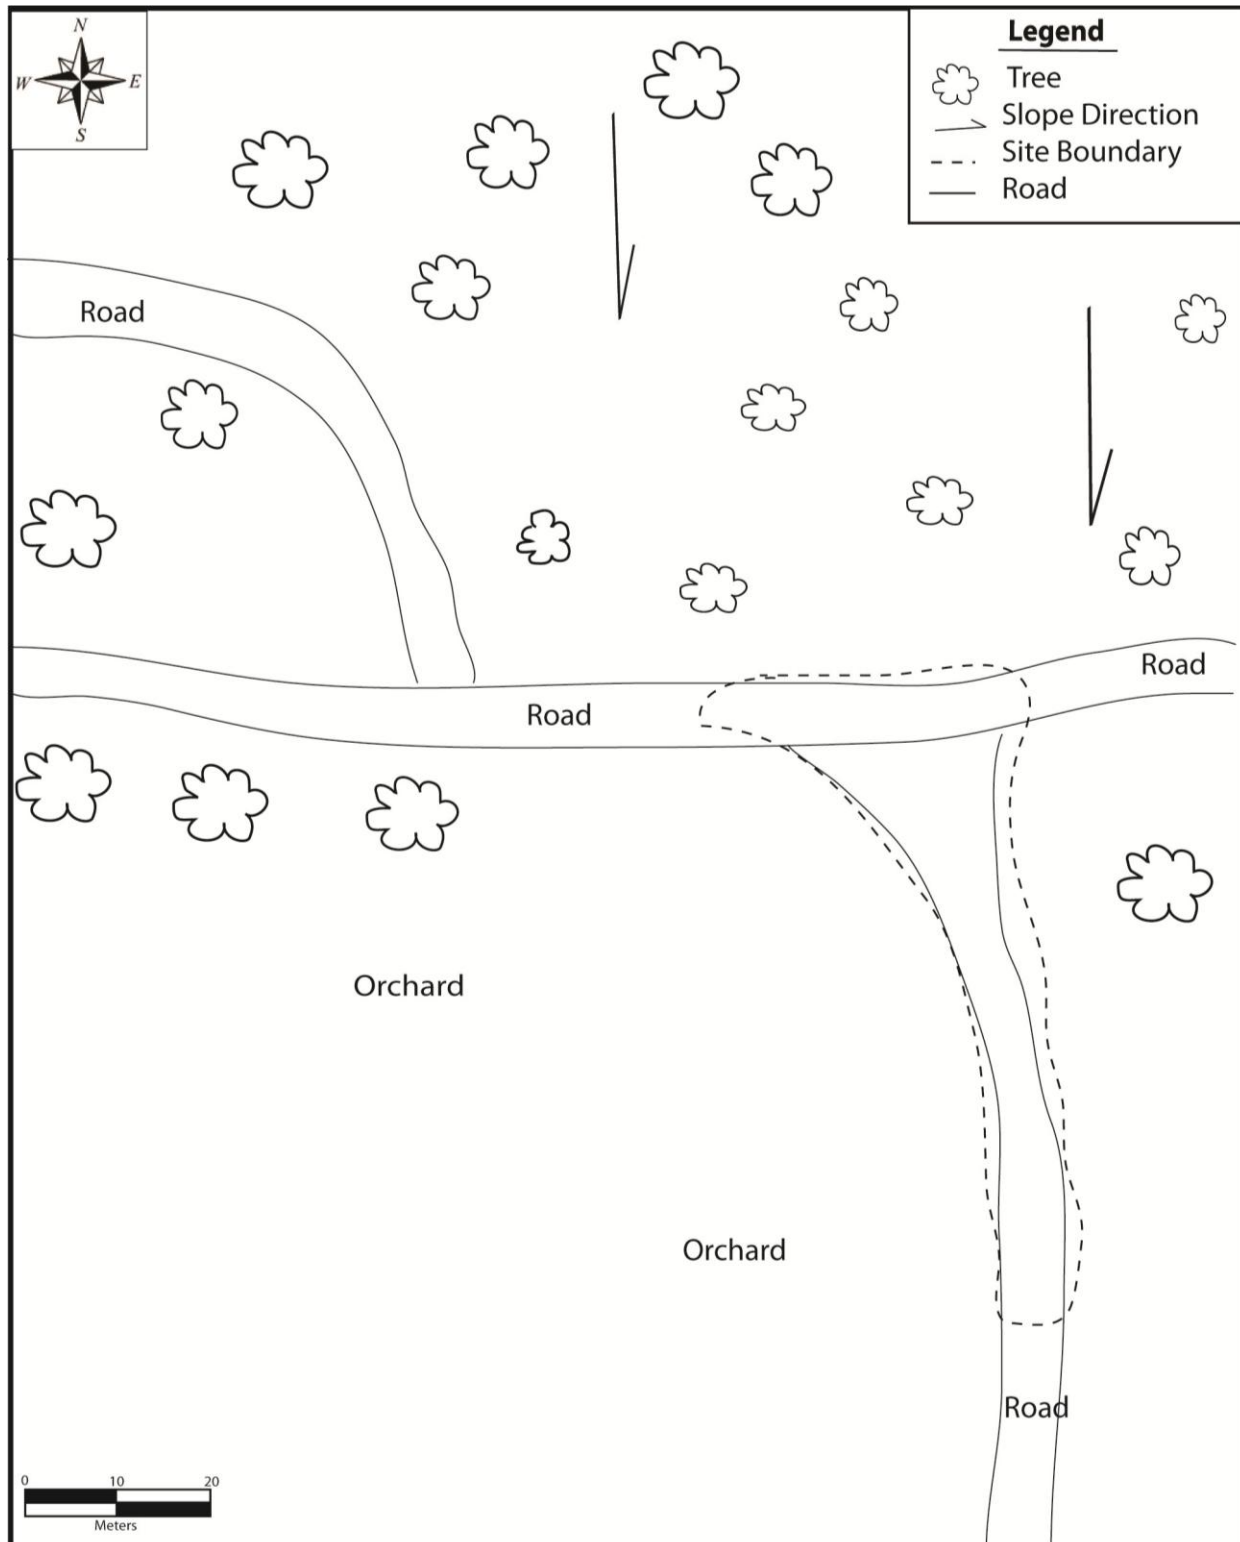 N
W E
S
Legend
Tree
Slope Direction
Site Boundary
Road
Road
Road
Road
Orchard
Orchard
Road
0 10 20
Meters